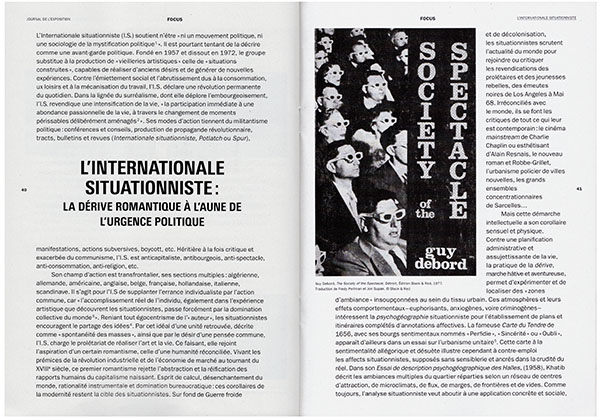 JOURNAL DE L'EXPOSITION
FOCUS
L'Internationale situationniste (I.S.) soutient n'être « ni un mouvement politique, ni
une sociologie de la mystification politique¹ ». Il est pourtant tentant de la décrire
comme une avant-garde politique. Fondé en 1957 et dissout en 1972, le groupe
substitue à la production de « vieilleries artistiques » celle de « situations
construites », capables de réaliser d'anciens désirs et de générer de nouvelles
expériences. Contre l'émiettement social et l'abrutissement dus à la consommation,
aux loisirs et à la mécanisation du travail, l'I.S. déclare une révolution permanente
du quotidien. Dans la lignée du surréalisme, dont elle déplore l'embourgeoisement,
l'I.S. revendique une intensification de la vie, « la participation immédiate à une
abondance passionnelle de la vie, à travers le changement de moments
périssables délibérément aménagés² ». Ses modes d'action tiennent du militantisme
politique : conférences et conseils, production de propagande révolutionnaire,
tracts, bulletins et revues (Internationale situationniste, Potlatch ou Spur),
L'INTERNATIONALE
SITUATIONNISTE :
LA DÉRIVE ROMANTIQUE À L'AUNE DE
L'URGENCE POLITIQUE
40
manifestations, actions subversives, boycott, etc. Héritière à la fois critique et
exacerbée du communisme, l'I.S. est anticapitaliste, antibourgeois, anti-spectacle,
anti-consommation, anti-religion, etc.
Son champ d'action est transfrontalier, ses sections multiples : algérienne,
allemande, américaine, anglaise, belge, française, hollandaise, italienne,
scandinave. Il s'agit pour l'I.S de supplanter l'errance individualiste par l'action
commune, car « l'accomplissement réel de l'individu, également dans l'expérience
artistique que découvrent les situationnistes, passe forcément par la domination
collective du monde³ ». Reniant tout égocentrisme de l'« auteur », les situationnistes
encouragent le partage des idées⁴. Par cet idéal d'une unité retrouvée, décrite
comme « spontanéité des masses », ainsi que par le désir d'une pensée commune,
l'I.S. charge le prolétariat de réaliser l'art et la vie. Ce faisant, elle rejoint
l'aspiration d'un certain romantisme, celle d'une humanité réconciliée. Vivant les
prémices de la révolution industrielle et de l'économie de marché au tournant du
XVIIIᵉ siècle, ce premier romantisme rejette l'abstraction et la réification des
rapports humains du capitalisme naissant. Esprit de calcul, désenchantement du
monde, rationalité instrumentale et domination bureaucratique : ces corollaires de
la modernité restent la cible des situationnistes. Sur fond de Guerre froide
FOCUS
L'INTERNATIONALE SITUATIONNISTE
SOCIETY
SPECTACLE
of
the
guy
debord
Guy Debord, The Society of the Spectacle, Détroit, Édition Black & Red, 1977.
Traduction de Fredy Perlman et Jon Supak. © Black & Red
et de décolonisation,
les situationnistes scrutent
l'actualité du monde pour
rejoindre ou critiquer
les revendications des
prolétaires et des jeunesses
rebelles, des émeutes
noires de Los Angeles à Mai
68. Irréconciliés avec
le monde, ils se font les
critiques de tout ce qui leur
est contemporain : le cinéma
mainstream de Charlie
Chaplin ou esthétisant
d'Alain Resnais, le nouveau
roman et Robbe-Grillet,
l'urbanisme policier de villes
nouvelles, les grands
ensembles
concentrationnaires
de Sarcelles…
41
Mais cette démarche
intellectuelle a son corollaire
sensuel et physique.
Contre une planification
administrative et
assujettissante de la vie,
la pratique de la dérive,
marche hâtive et aventureuse,
permet d'expérimenter et de
localiser des « zones
d'ambiance » insoupçonnées au sein du tissu urbain. Ces atmosphères et leurs
effets comportementaux – euphorisants, anxiogènes, voire criminogènes –
intéressent la psychogéographie situationniste pour l'établissement de plans et
itinéraires complétés d'annotations affectives. La fameuse Carte du Tendre de
1656, avec ses bourgs sentimentaux nommés « Perfidie », « Sincérité » ou « Oubli »,
apparaît d'ailleurs dans un essai sur l'urbanisme unitaire⁵. Cette carte à la
sentimentalité allégorique et désuète illustre cependant à contre-emploi
les affects situationnistes, supposés sans sensiblerie et ancrés dans la crudité du
réel. Dans son Essai de description psychogéographique des Halles, (1958), Khatib
décrit les ambiances multiples du quartier réparties selon un réseau de centres
d'attraction, de microclimats, de flux, de marges, de frontières et de vides. Comme
toujours, l'analyse situationniste veut aboutir à une application concrète et sociale,